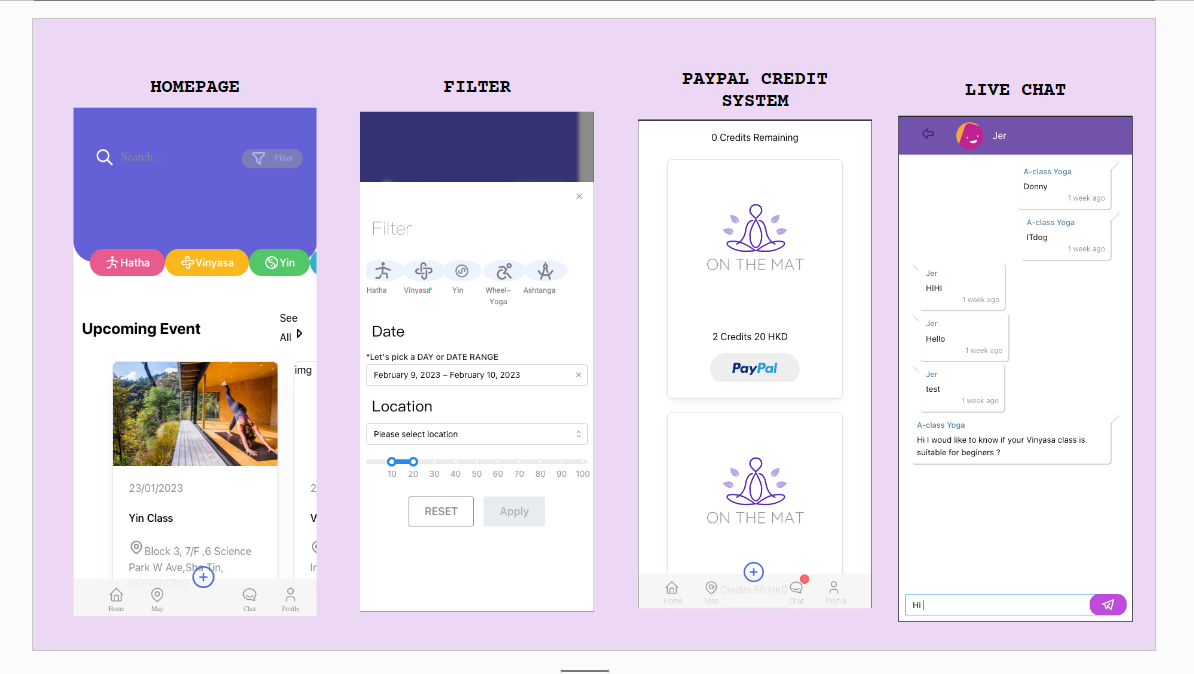 HOMEPAGE
Search...
Filter
Hatha
Vinyasa
Yin
Upcoming Event
See
All
img
23/01/2023
2
Yin Class
V
Block 3, 7/F ,6 Science
Park W Ave,Sha Tin,
In
HONGKONG
Home
Map
Chat
Profile
FILTER
Filter
Hatha
Vinyasa
Yin
Wheel-
Yoga
Ashtanga
Date
*Let's pick a DAY or DATE RANGE
February 9, 2023 – February 10, 2023
Location
Please select location
10 20 30 40 50 60 70 80 90 100
RESET
Apply
PAYPAL CREDIT
SYSTEM
0 Credits Remaining
ON THE MAT
2 Credits 20 HKD
PayPal
ON THE MAT
Credits 50 HKD
Home
Map
Chat
Profile
LIVE CHAT
Jer
A-class Yoga
Donny
1 week ago
A-class Yoga
ITdog
1 week ago
Jer
HIHI
1 week ago
Jer
Hello
1 week ago
Jer
test
1 week ago
A-class Yoga
Hi I woud like to know if your Vinyasa class is
suitable for beginers ?
Hi